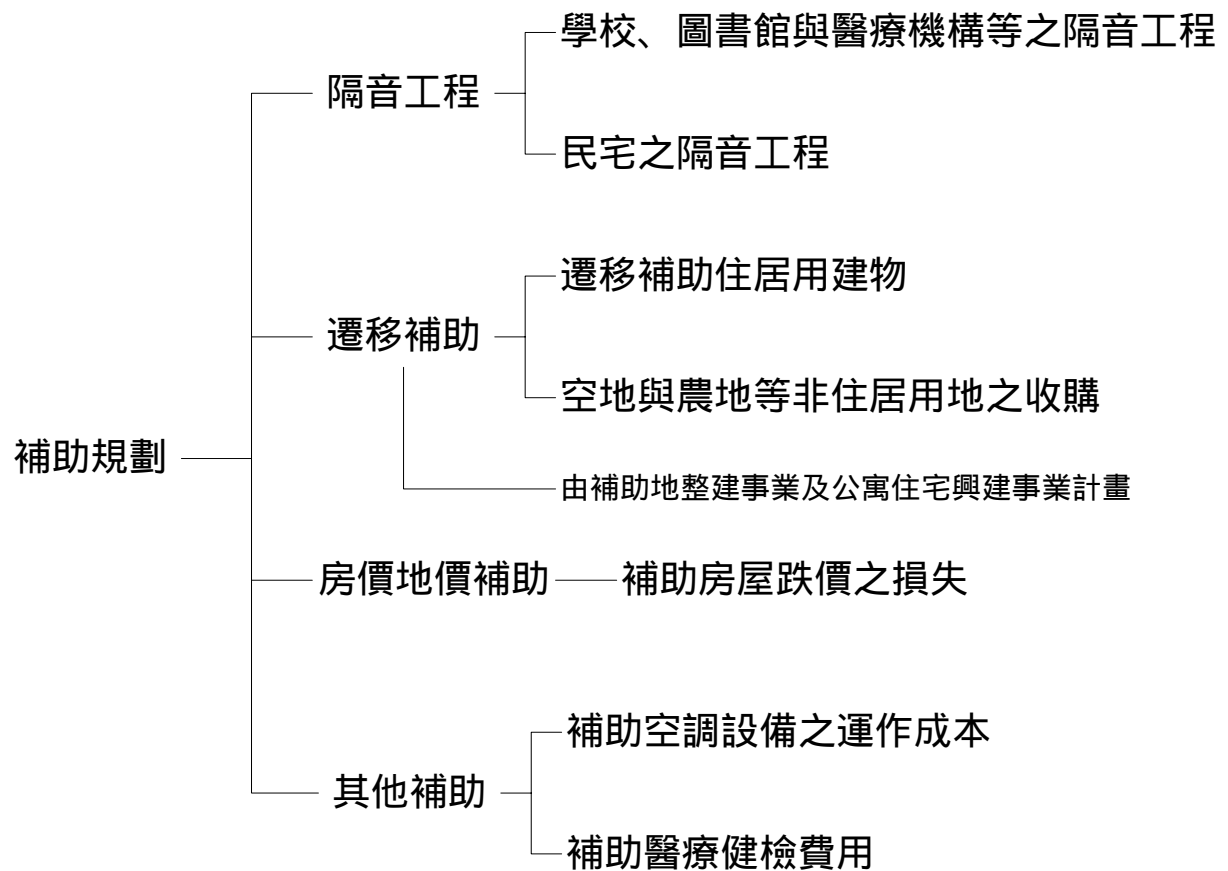 學校、圖書館與醫療機構等之隔音工程
隔音工程
民宅之隔音工程
遷移補助住居用建物
遷移補助
空地與農地等非住居用地之收購
補助規劃
由補助地整建事業及公寓住宅興建事業計畫
房價地價補助
補助房屋跌價之損失
補助空調設備之運作成本
其他補助
補助醫療健檢費用